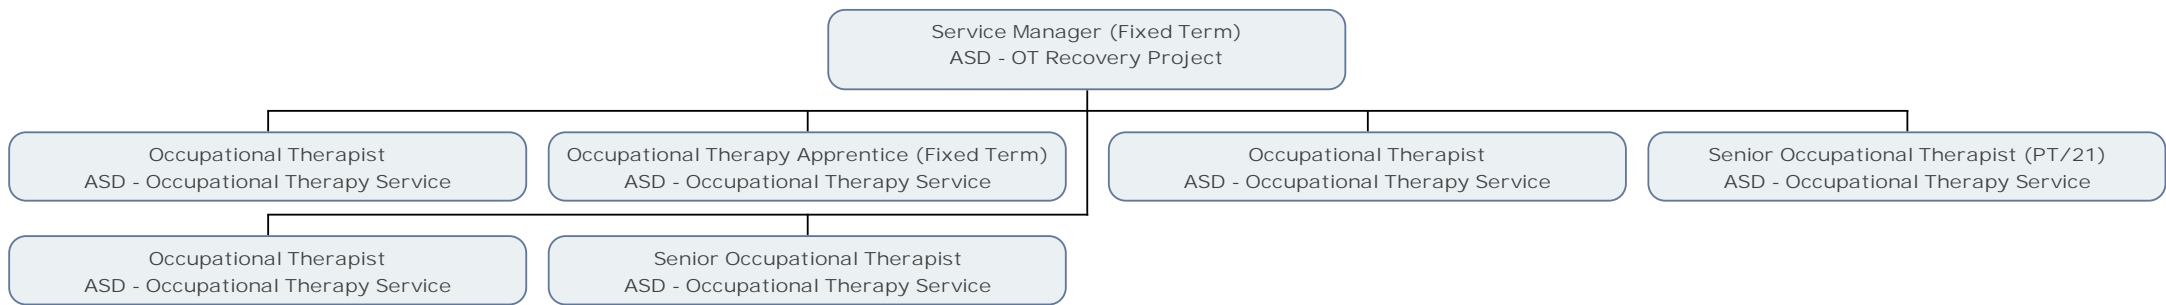 Service Manager (Fixed Term)
ASD - OT Recovery Project
Occupational Therapist
ASD - Occupational Therapy Service
Occupational Therapy Apprentice (Fixed Term)
ASD - Occupational Therapy Service
Occupational Therapist
ASD - Occupational Therapy Service
Senior Occupational Therapist (PT/21)
ASD - Occupational Therapy Service
Occupational Therapist
ASD - Occupational Therapy Service
Senior Occupational Therapist
ASD - Occupational Therapy Service